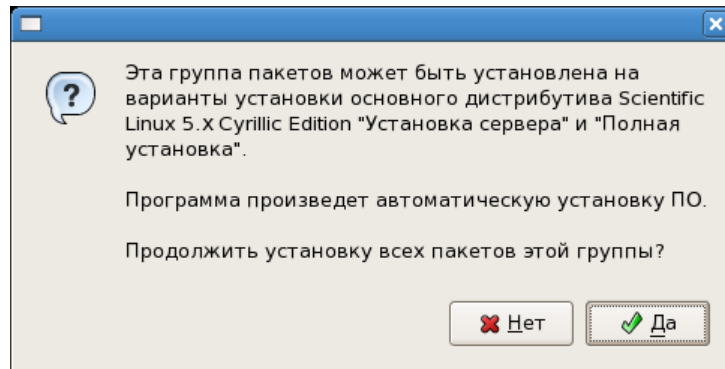 Эта группа пакетов может быть установлена на
варианты установки основного дистрибутива Scientific
Linux 5.x Cyrillic Edition "Установка сервера" и "Полная
установка".
Программа произведет автоматическую установку ПО.
Продолжить установку всех пакетов этой группы?
Нет
Да